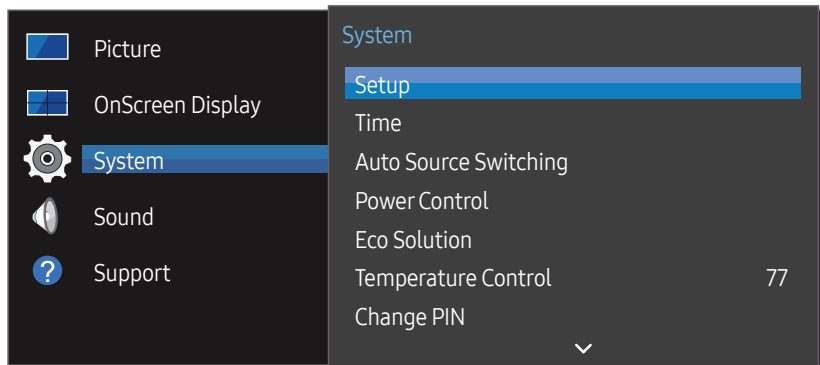 Picture
OnScreen Display
System
Sound
? Support
System
Setup
Time
Auto Source Switching
Power Control
Eco Solution
Temperature Control 77
Change PIN